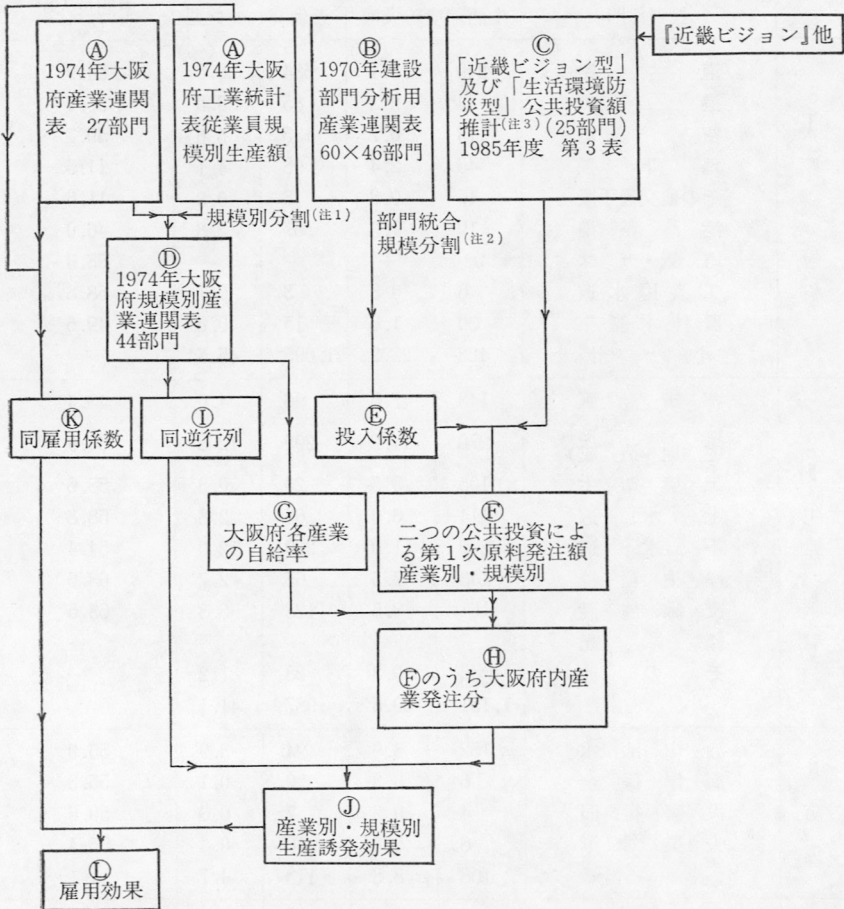 Ⓐ
1974年大阪
府産業連関
表 27部門
Ⓐ
1974年大阪
府工業統計
表従業員規
模別生産額
Ⓑ
1970年建設
部門分析用
産業連関表
60×46部門
Ⓒ
「近畿ビジョン型」
及び「生活環境防
災型」公共投資額
推計(注3)(25部門)
1985年度 第3表
『近畿ビジョン』他
規模別分割(注1)
部門統合
規模分割(注2)
Ⓓ
1974年大阪
府規模別産
業連関表
44部門
Ⓚ
同雇用係数
Ⓘ
同逆行列
Ⓔ
投入係数
Ⓖ
大阪府各産業
の自給率
Ⓕ
二つの公共投資によ
る第1次原料発注額
産業別・規模別
Ⓗ
Ⓕのうち大阪府内産
業発注分
Ⓙ
産業別・規模別
生産誘発効果
Ⓛ
雇用効果